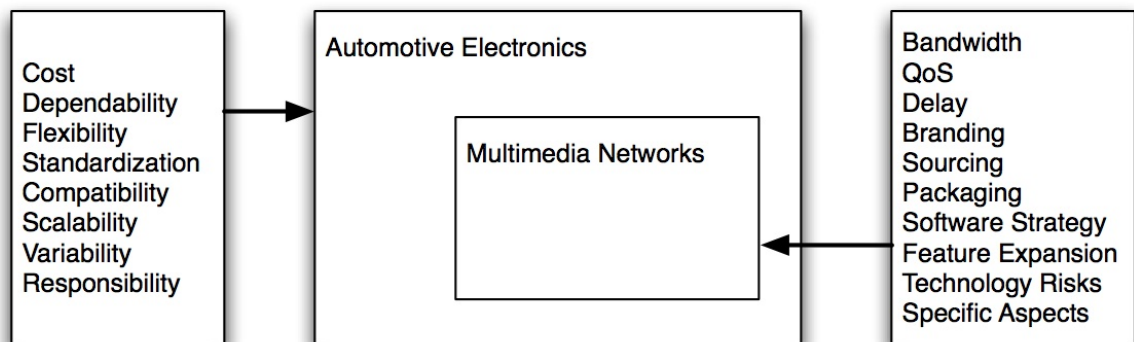 Cost
Dependability
Flexibility
Standardization
Compatibility
Scalability
Variability
Responsibility
Automotive Electronics
Multimedia Networks
Bandwidth
QoS
Delay
Branding
Sourcing
Packaging
Software Strategy
Feature Expansion
Technology Risks
Specific Aspects